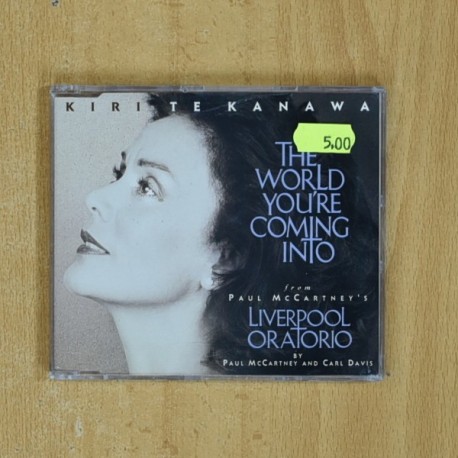 KIRI TE KANAWA
5,00
THE
WORLD
YOU'RE
COMING
INTO
from
PAUL MCCARTNEY'S
LIVERPOOL
ORATORIO
BY
PAUL MCCARTNEY AND CARL DAVIS